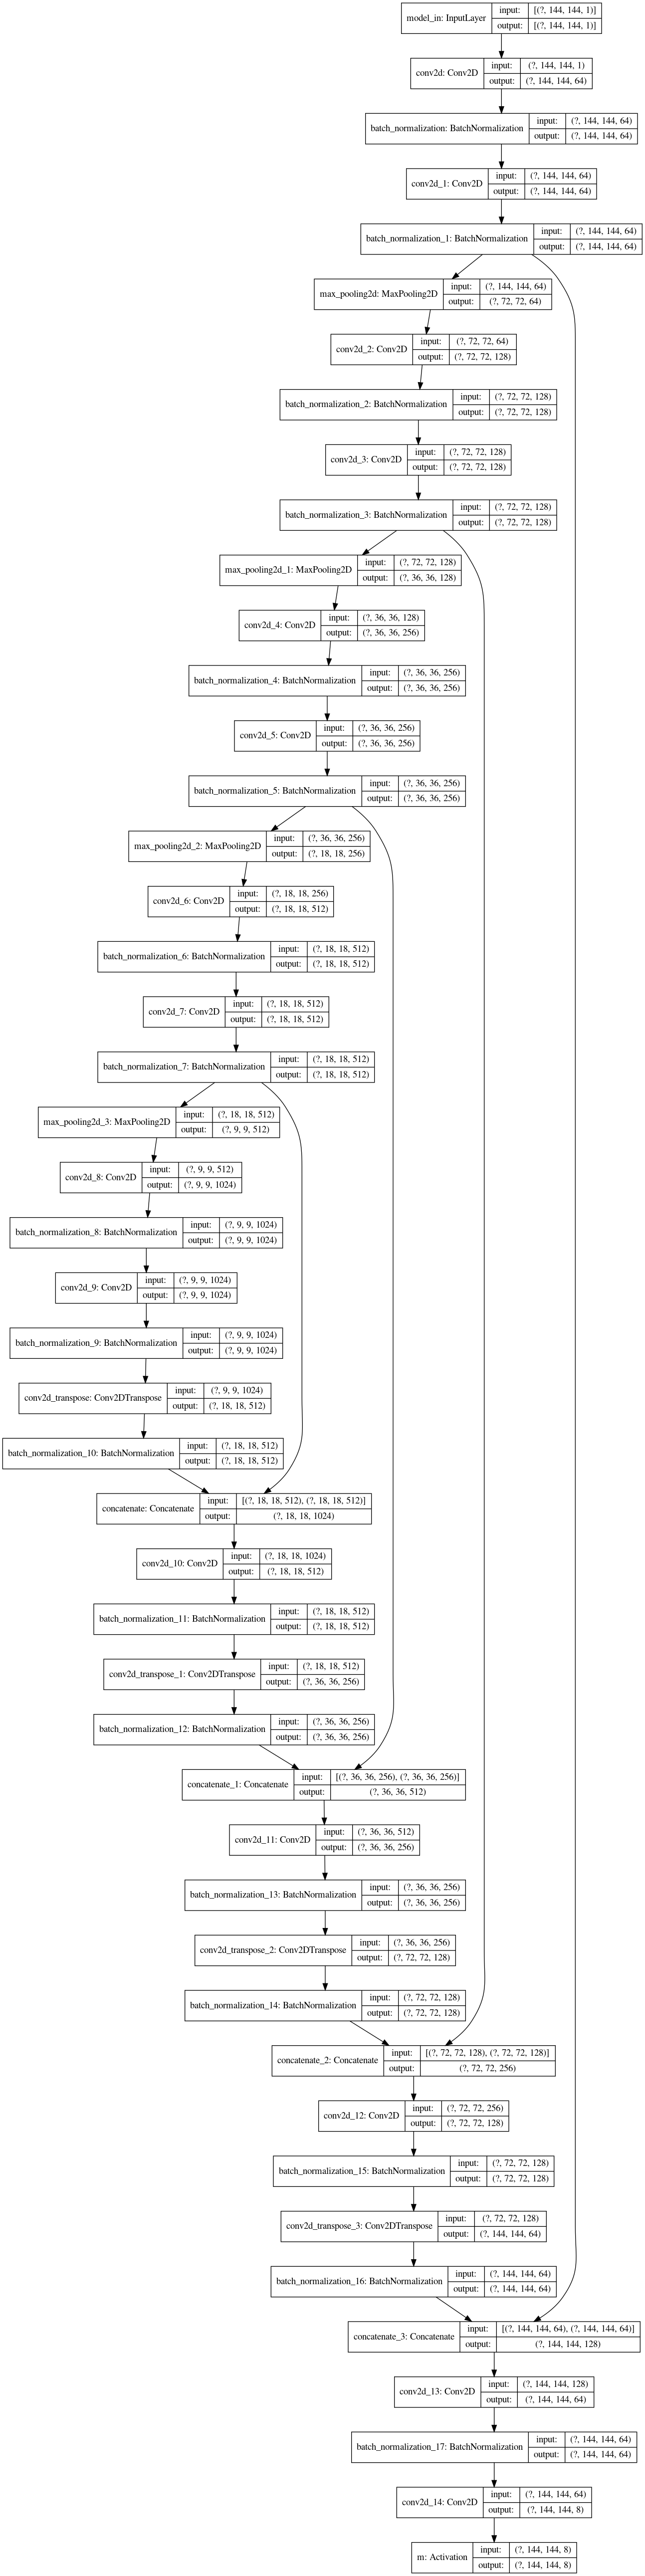 model_in: InputLayer
input: [(?, 144, 144, 1)]
output: [(?, 144, 144, 1)]
conv2d: Conv2D
input: (?, 144, 144, 1)
output: (?, 144, 144, 64)
batch_normalization: BatchNormalization
input: (?, 144, 144, 64)
output: (?, 144, 144, 64)
conv2d_1: Conv2D
input: (?, 144, 144, 64)
output: (?, 144, 144, 64)
batch_normalization_1: BatchNormalization
input: (?, 144, 144, 64)
output: (?, 144, 144, 64)
max_pooling2d: MaxPooling2D
input: (?, 144, 144, 64)
output: (?, 72, 72, 64)
conv2d_2: Conv2D
input: (?, 72, 72, 64)
output: (?, 72, 72, 128)
batch_normalization_2: BatchNormalization
input: (?, 72, 72, 128)
output: (?, 72, 72, 128)
conv2d_3: Conv2D
input: (?, 72, 72, 128)
output: (?, 72, 72, 128)
batch_normalization_3: BatchNormalization
input: (?, 72, 72, 128)
output: (?, 72, 72, 128)
max_pooling2d_1: MaxPooling2D
input: (?, 72, 72, 128)
output: (?, 36, 36, 128)
conv2d_4: Conv2D
input: (?, 36, 36, 128)
output: (?, 36, 36, 256)
batch_normalization_4: BatchNormalization
input: (?, 36, 36, 256)
output: (?, 36, 36, 256)
conv2d_5: Conv2D
input: (?, 36, 36, 256)
output: (?, 36, 36, 256)
batch_normalization_5: BatchNormalization
input: (?, 36, 36, 256)
output: (?, 36, 36, 256)
max_pooling2d_2: MaxPooling2D
input: (?, 36, 36, 256)
output: (?, 18, 18, 256)
conv2d_6: Conv2D
input: (?, 18, 18, 256)
output: (?, 18, 18, 512)
batch_normalization_6: BatchNormalization
input: (?, 18, 18, 512)
output: (?, 18, 18, 512)
conv2d_7: Conv2D
input: (?, 18, 18, 512)
output: (?, 18, 18, 512)
batch_normalization_7: BatchNormalization
input: (?, 18, 18, 512)
output: (?, 18, 18, 512)
max_pooling2d_3: MaxPooling2D
input: (?, 18, 18, 512)
output: (?, 9, 9, 512)
conv2d_8: Conv2D
input: (?, 9, 9, 512)
output: (?, 9, 9, 1024)
batch_normalization_8: BatchNormalization
input: (?, 9, 9, 1024)
output: (?, 9, 9, 1024)
conv2d_9: Conv2D
input: (?, 9, 9, 1024)
output: (?, 9, 9, 1024)
batch_normalization_9: BatchNormalization
input: (?, 9, 9, 1024)
output: (?, 9, 9, 1024)
conv2d_transpose: Conv2DTranspose
input: (?, 9, 9, 1024)
output: (?, 18, 18, 512)
batch_normalization_10: BatchNormalization
input: (?, 18, 18, 512)
output: (?, 18, 18, 512)
concatenate: Concatenate
input: [(?, 18, 18, 512), (?, 18, 18, 512)]
output: (?, 18, 18, 1024)
conv2d_10: Conv2D
input: (?, 18, 18, 1024)
output: (?, 18, 18, 512)
batch_normalization_11: BatchNormalization
input: (?, 18, 18, 512)
output: (?, 18, 18, 512)
conv2d_transpose_1: Conv2DTranspose
input: (?, 18, 18, 512)
output: (?, 36, 36, 256)
batch_normalization_12: BatchNormalization
input: (?, 36, 36, 256)
output: (?, 36, 36, 256)
concatenate_1: Concatenate
input: [(?, 36, 36, 256), (?, 36, 36, 256)]
output: (?, 36, 36, 512)
conv2d_11: Conv2D
input: (?, 36, 36, 512)
output: (?, 36, 36, 256)
batch_normalization_13: BatchNormalization
input: (?, 36, 36, 256)
output: (?, 36, 36, 256)
conv2d_transpose_2: Conv2DTranspose
input: (?, 36, 36, 256)
output: (?, 72, 72, 128)
batch_normalization_14: BatchNormalization
input: (?, 72, 72, 128)
output: (?, 72, 72, 128)
concatenate_2: Concatenate
input: [(?, 72, 72, 128), (?, 72, 72, 128)]
output: (?, 72, 72, 256)
conv2d_12: Conv2D
input: (?, 72, 72, 256)
output: (?, 72, 72, 128)
batch_normalization_15: BatchNormalization
input: (?, 72, 72, 128)
output: (?, 72, 72, 128)
conv2d_transpose_3: Conv2DTranspose
input: (?, 72, 72, 128)
output: (?, 144, 144, 64)
batch_normalization_16: BatchNormalization
input: (?, 144, 144, 64)
output: (?, 144, 144, 64)
concatenate_3: Concatenate
input: [(?, 144, 144, 64), (?, 144, 144, 64)]
output: (?, 144, 144, 128)
conv2d_13: Conv2D
input: (?, 144, 144, 128)
output: (?, 144, 144, 64)
batch_normalization_17: BatchNormalization
input: (?, 144, 144, 64)
output: (?, 144, 144, 64)
conv2d_14: Conv2D
input: (?, 144, 144, 64)
output: (?, 144, 144, 8)
m: Activation
input: (?, 144, 144, 8)
output: (?, 144, 144, 8)